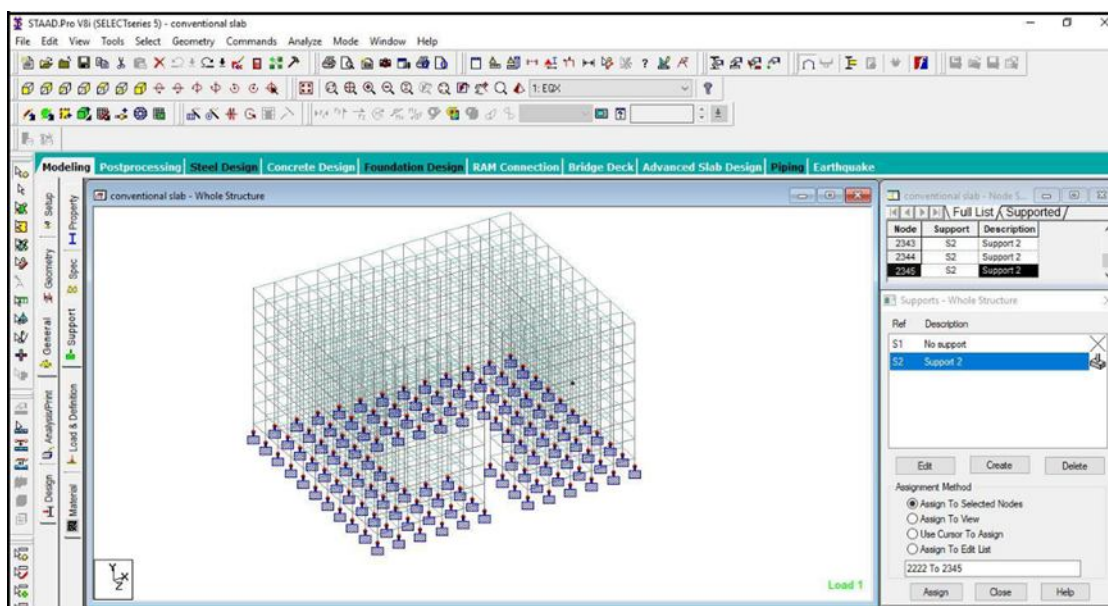 STAAD.Pro V8i (SELECTseries 5) - conventional slab
File Edit View Tools Select Geometry Commands Analyze Mode Window Help
1: EQX
Modeling Postprocessing Steel Design Concrete Design Foundation Design RAM Connection Bridge Deck Advanced Slab Design Piping Earthquake
Setup
Geometry
General
Analysis/Print
Design
Property
Spec
Support
Load & Definition
Material
conventional slab - Whole Structure
Y
X
Z
Load 1
conventional slab - Node S...
Full List Supported
Node Support Description
2343 S2 Support 2
2344 S2 Support 2
2345 S2 Support 2
Supports - Whole Structure
Ref Description
S1 No support
S2 Support 2
Edit Create Delete
Assignment Method
Assign To Selected Nodes
Assign To View
Use Cursor To Assign
Assign To Edit List
2222 To 2345
Assign Close Help